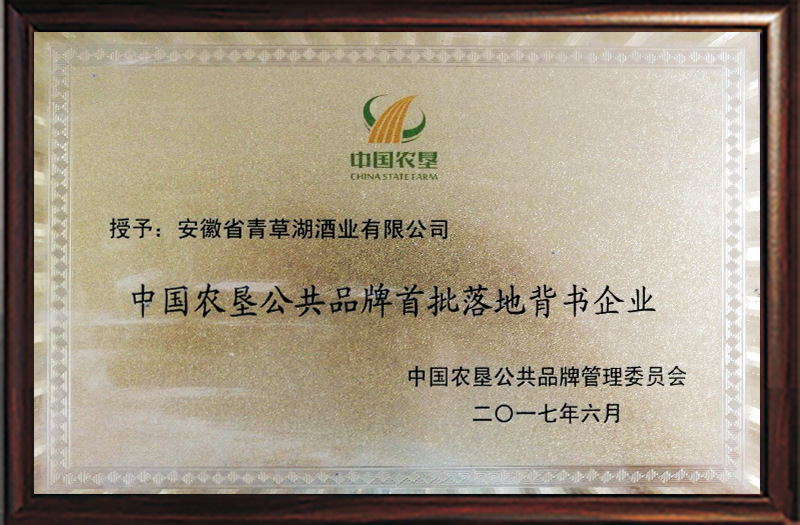 中国农垦
CHINA STATE FARM
授予：安徽省青草湖酒业有限公司
中国农垦公共品牌首批落地背书企业
中国农垦公共品牌管理委员会
二〇一七年六月